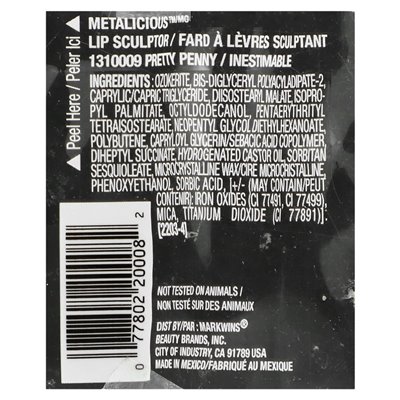 METALICIOUS™/MG
LIP SCULPTOR / FARD À LÈVRES SCULPTANT
1310009 PRETTY PENNY / INESTIMABLE
▲ Peel Here / Peler Ici ▲
INGREDIENTS: OZOKERITE, BIS-DIGLYCERYL POLYACYLADIPATE-2,
CAPRYLIC/CAPRIC TRIGLYCERIDE, DIISOSTEARYL MALATE, ISOPRO-
PYL PALMITATE, OCTYLDODECANOL, PENTAERYTHRITYL
TETRAISOSTEARATE, NEOPENTYL GLYCOL DIETHYLHEXANOATE,
POLYBUTENE, CAPRYLOYL GLYCERIN/SEBACIC ACID COPOLYMER,
DIHEPTYL SUCCINATE, HYDROGENATED CASTOR OIL, SORBITAN
SESQUIOLEATE, MICROCRYSTALLINE WAX/CIRE MICROCRISTALLINE,
PHENOXYETHANOL, SORBIC ACID, [+/- (MAY CONTAIN/PEUT
CONTENIR): IRON OXIDES (CI 77491, CI 77499),
MICA, TITANIUM DIOXIDE (CI 77891)]:
[2203-4]
0 77802 20008 2
NOT TESTED ON ANIMALS /
NON TESTÉ SUR DES ANIMAUX
DIST BY/PAR : MARKWINS®
BEAUTY BRANDS, INC.
CITY OF INDUSTRY, CA 91789 USA
MADE IN MEXICO/FABRIQUÉ AU MEXIQUE